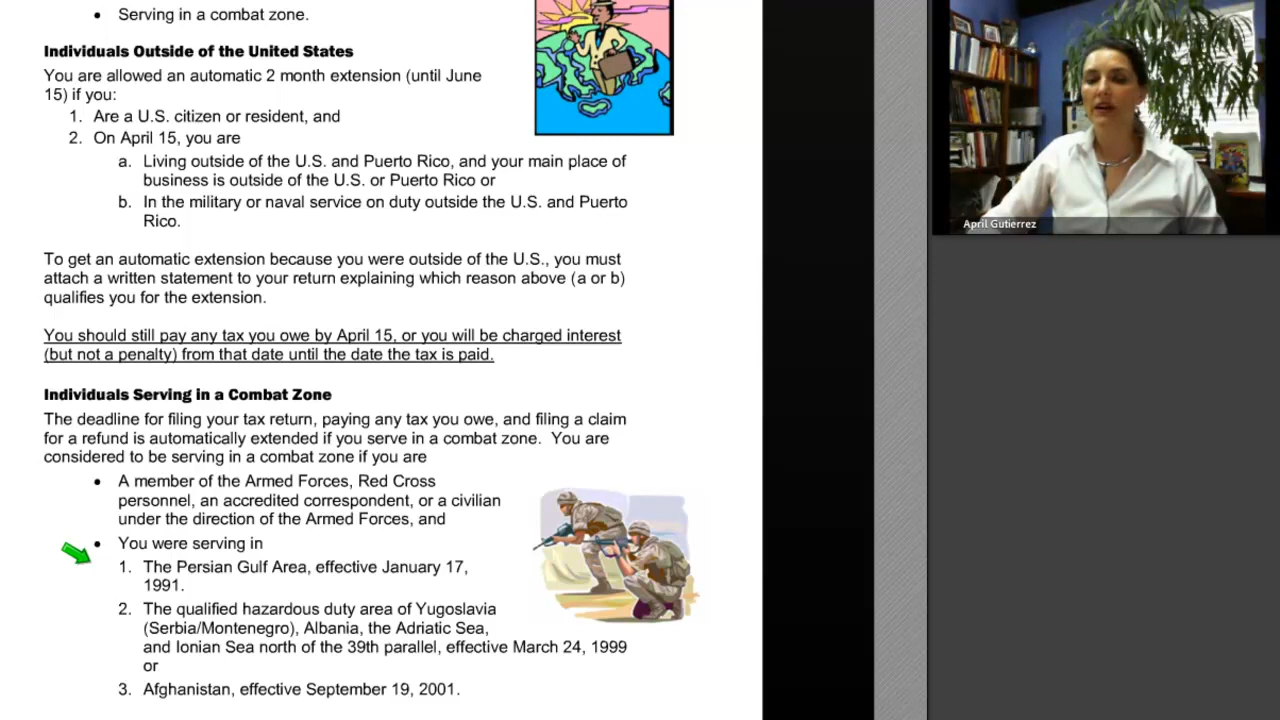 • Serving in a combat zone.
Individuals Outside of the United States
You are allowed an automatic 2 month extension (until June
15) if you:
1. Are a U.S. citizen or resident, and
2. On April 15, you are
a. Living outside of the U.S. and Puerto Rico, and your main place of
business is outside of the U.S. or Puerto Rico or
b. In the military or naval service on duty outside the U.S. and Puerto
Rico.
To get an automatic extension because you were outside of the U.S., you must
attach a written statement to your return explaining which reason above (a or b)
qualifies you for the extension.
You should still pay any tax you owe by April 15, or you will be charged interest
(but not a penalty) from that date until the date the tax is paid.
Individuals Serving in a Combat Zone
The deadline for filing your tax return, paying any tax you owe, and filing a claim
for a refund is automatically extended if you serve in a combat zone. You are
considered to be serving in a combat zone if you are
• A member of the Armed Forces, Red Cross
personnel, an accredited correspondent, or a civilian
under the direction of the Armed Forces, and
• You were serving in
1. The Persian Gulf Area, effective January 17,
1991.
2. The qualified hazardous duty area of Yugoslavia
(Serbia/Montenegro), Albania, the Adriatic Sea,
and Ionian Sea north of the 39th parallel, effective March 24, 1999
or
3. Afghanistan, effective September 19, 2001.
April Gutierrez